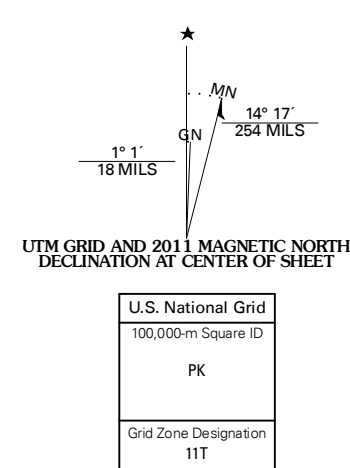 ★
MN
GN
14° 17´
254 MILS
1° 1´
18 MILS
UTM GRID AND 2011 MAGNETIC NORTH
DECLINATION AT CENTER OF SHEET
U.S. National Grid
100,000-m Square ID
PK
Grid Zone Designation
11T